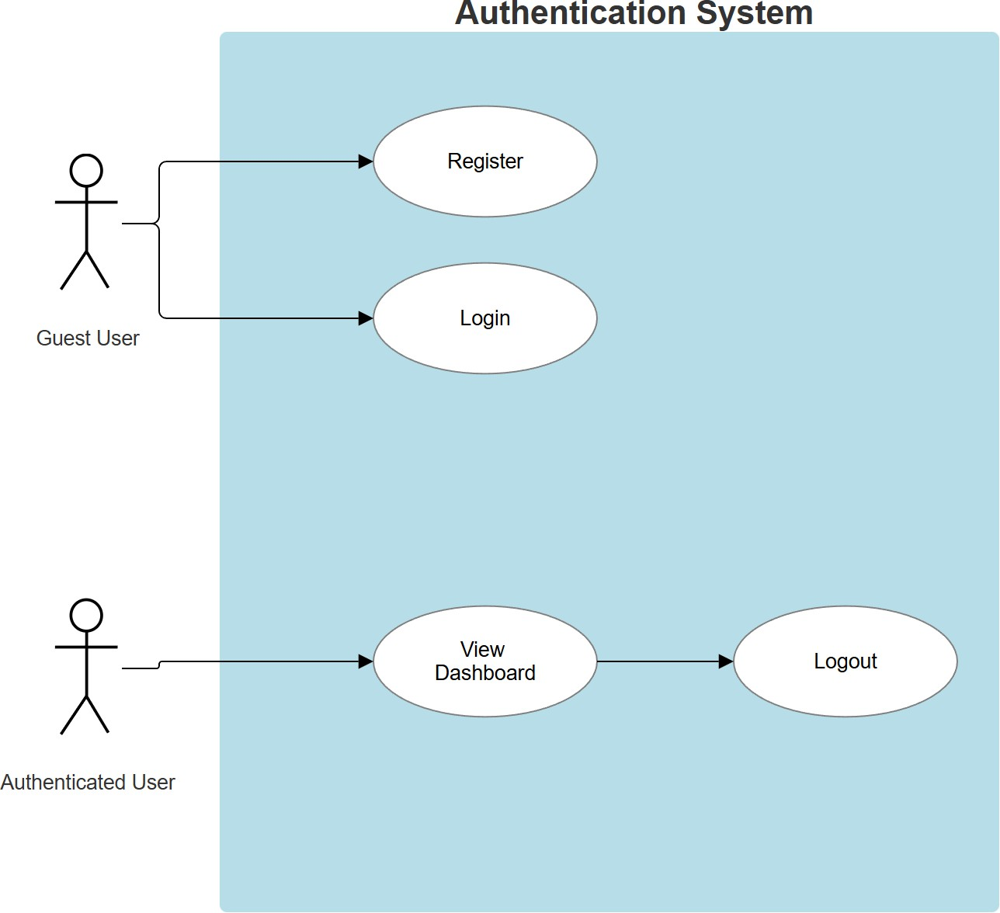 Authentication System
Register
Login
Guest User
View
Dashboard
Logout
Authenticated User